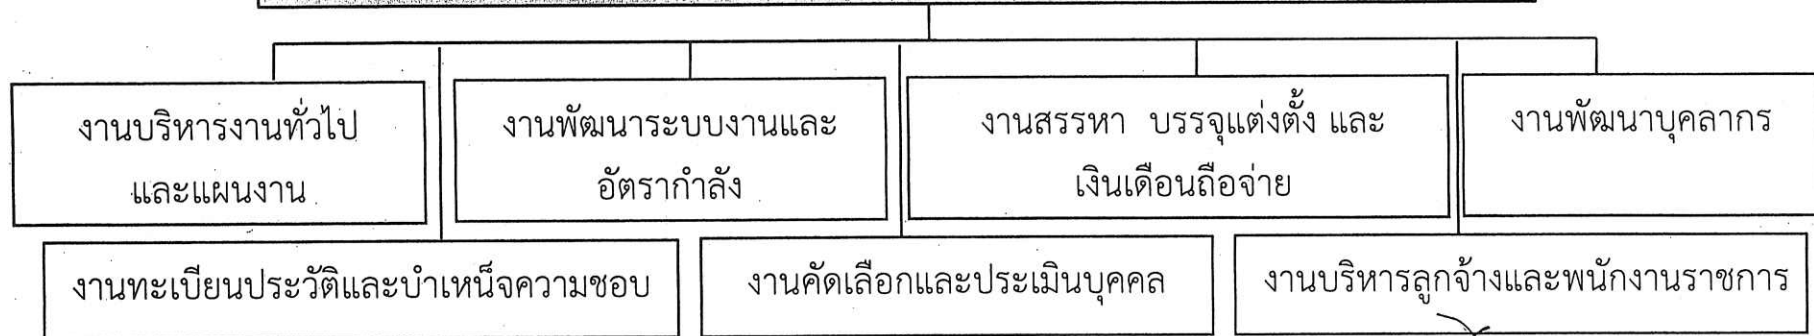 งานบริหารงานทั่วไป
และแผนงาน
งานพัฒนาระบบงานและ
อัตรากำลัง
งานสรรหา บรรจุแต่งตั้ง และ
เงินเดือนถือจ่าย
งานพัฒนาบุคลากร
งานทะเบียนประวัติและบำเหน็จความชอบ
งานคัดเลือกและประเมินบุคคล
งานบริหารลูกจ้างและพนักงานราชการ